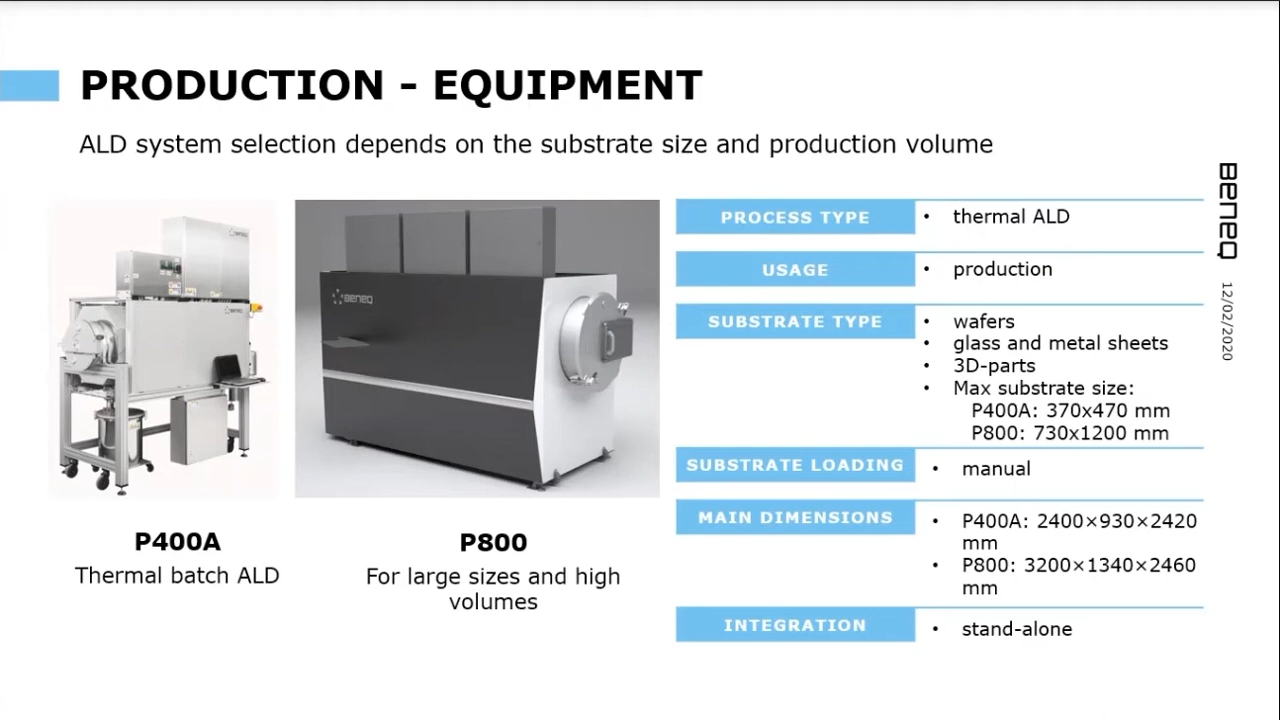 PRODUCTION - EQUIPMENT
ALD system selection depends on the substrate size and production volume
BENEQ
12/02/2020
BENEQ
BENEQ
BENEQ
P400A
Thermal batch ALD
P800
For large sizes and high
volumes
PROCESS TYPE
• thermal ALD
USAGE
• production
SUBSTRATE TYPE
• wafers
• glass and metal sheets
• 3D-parts
• Max substrate size:
P400A: 370x470 mm
P800: 730x1200 mm
SUBSTRATE LOADING
• manual
MAIN DIMENSIONS
• P400A: 2400×930×2420
mm
• P800: 3200×1340×2460
mm
INTEGRATION
• stand-alone